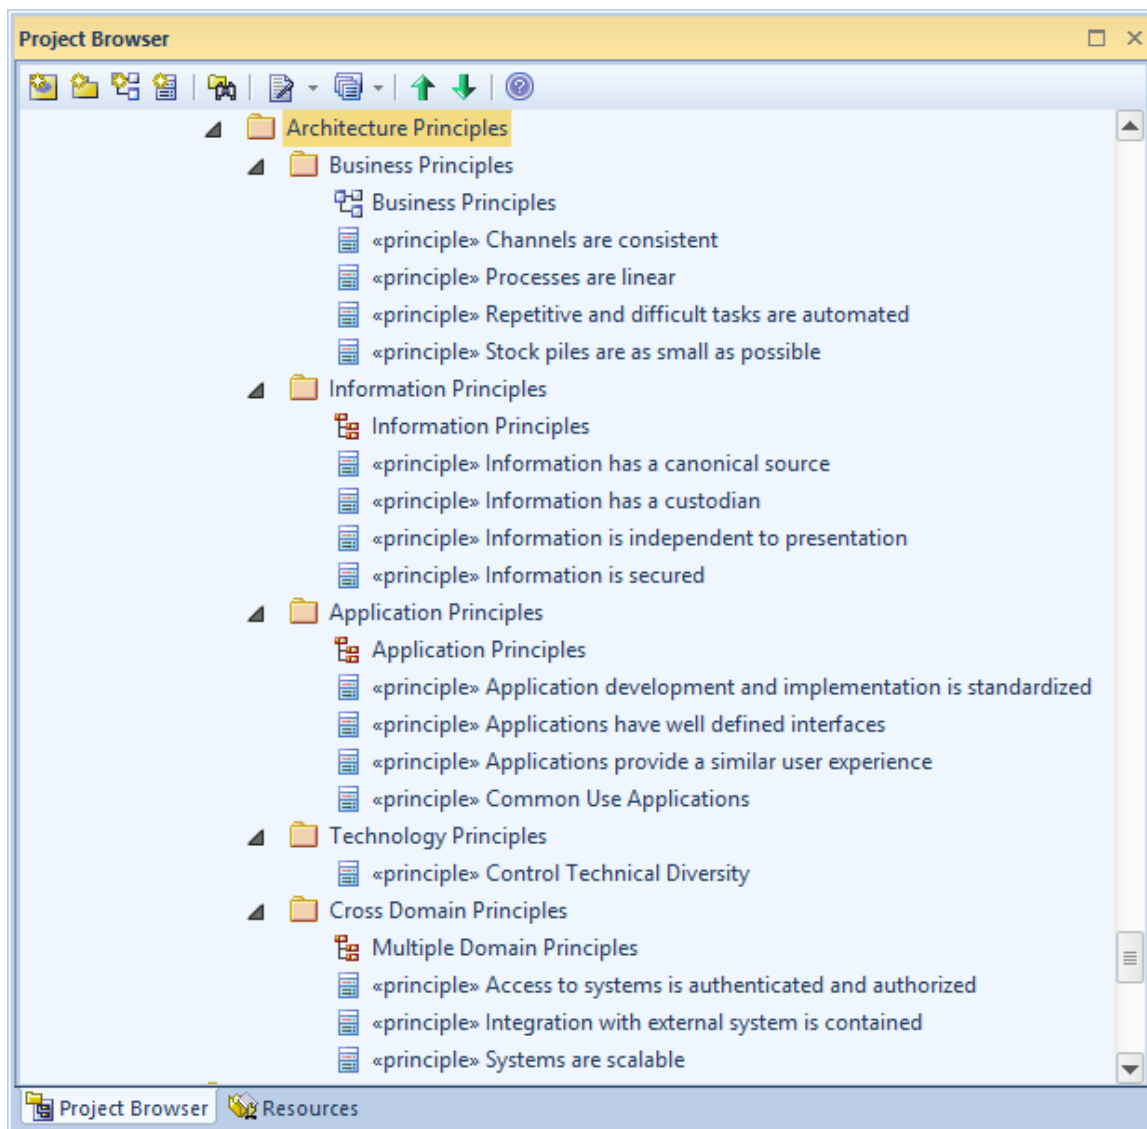 Project Browser
Architecture Principles
Business Principles
Business Principles
«principle» Channels are consistent
«principle» Processes are linear
«principle» Repetitive and difficult tasks are automated
«principle» Stock piles are as small as possible
Information Principles
Information Principles
«principle» Information has a canonical source
«principle» Information has a custodian
«principle» Information is independent to presentation
«principle» Information is secured
Application Principles
Application Principles
«principle» Application development and implementation is standardized
«principle» Applications have well defined interfaces
«principle» Applications provide a similar user experience
«principle» Common Use Applications
Technology Principles
«principle» Control Technical Diversity
Cross Domain Principles
Multiple Domain Principles
«principle» Access to systems is authenticated and authorized
«principle» Integration with external system is contained
«principle» Systems are scalable
Project Browser Resources